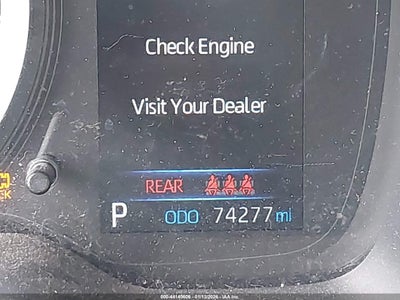 Check Engine
Visit Your Dealer
REAR
P ODO 74277 mi